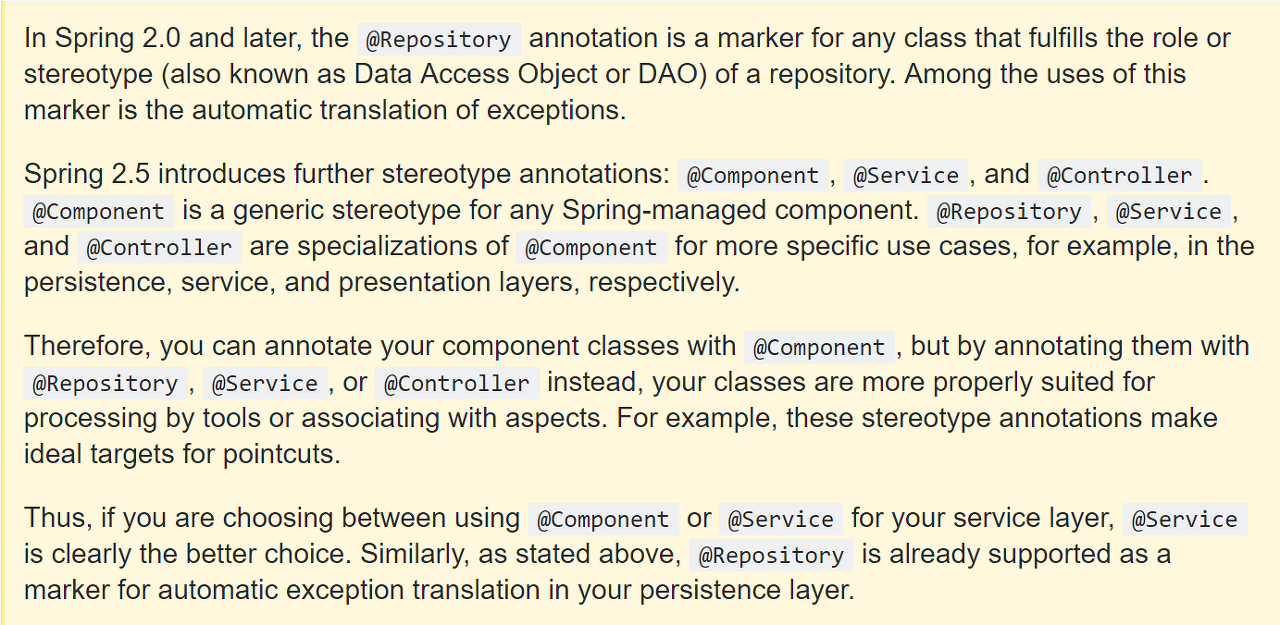 In Spring 2.0 and later, the @Repository annotation is a marker for any class that fulfills the role or
stereotype (also known as Data Access Object or DAO) of a repository. Among the uses of this
marker is the automatic translation of exceptions.
Spring 2.5 introduces further stereotype annotations: @Component , @Service , and @Controller .
@Component is a generic stereotype for any Spring-managed component. @Repository , @Service ,
and @Controller are specializations of @Component for more specific use cases, for example, in the
persistence, service, and presentation layers, respectively.
Therefore, you can annotate your component classes with @Component , but by annotating them with
@Repository , @Service , or @Controller instead, your classes are more properly suited for
processing by tools or associating with aspects. For example, these stereotype annotations make
ideal targets for pointcuts.
Thus, if you are choosing between using @Component or @Service for your service layer, @Service
is clearly the better choice. Similarly, as stated above, @Repository is already supported as a
marker for automatic exception translation in your persistence layer.